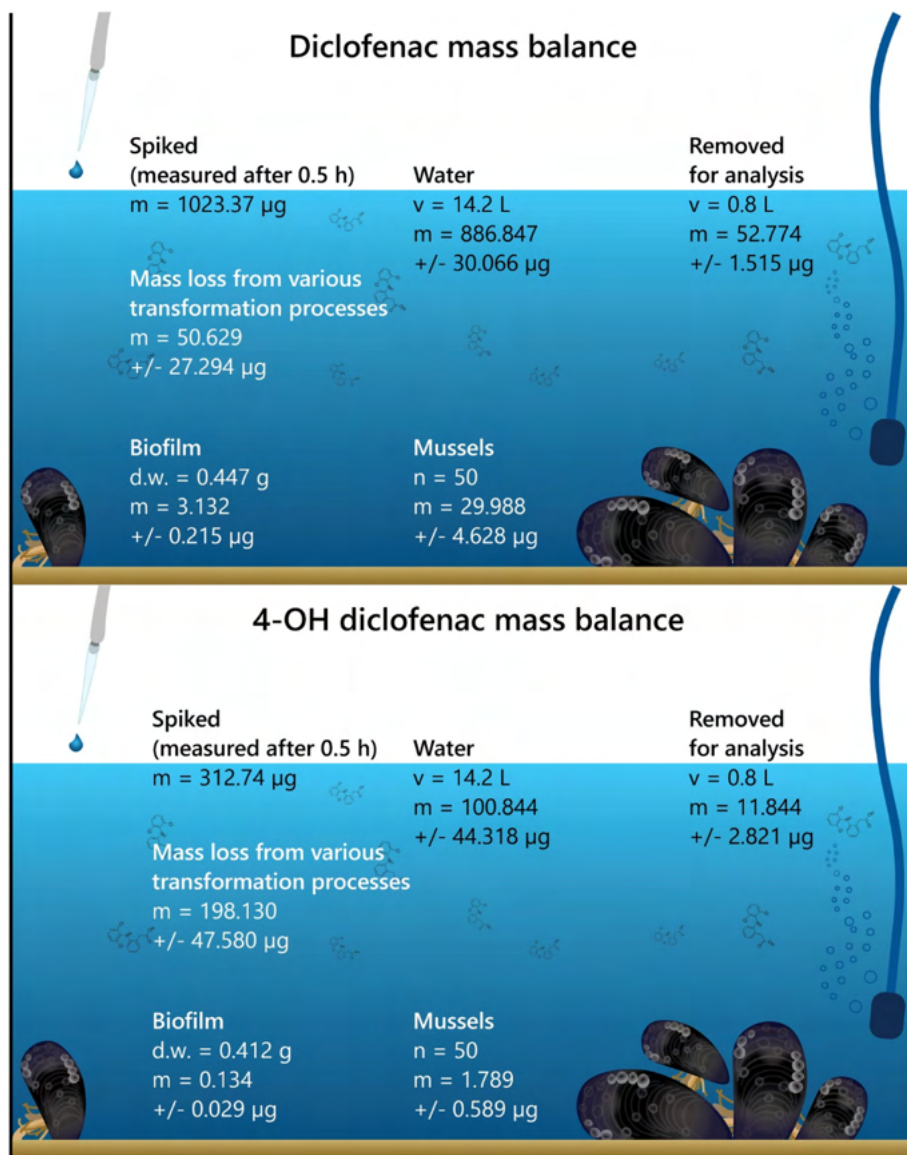 Diclofenac mass balance
Spiked
(measured after 0.5 h)
m = 1023.37 µg
Water
v = 14.2 L
m = 886.847
+/- 30.066 µg
Removed
for analysis
v = 0.8 L
m = 52.774
+/- 1.515 µg
Mass loss from various
transformation processes
m = 50.629
+/- 27.294 µg
Biofilm
d.w. = 0.447 g
m = 3.132
+/- 0.215 µg
Mussels
n = 50
m = 29.988
+/- 4.628 µg
4-OH diclofenac mass balance
Spiked
(measured after 0.5 h)
m = 312.74 µg
Water
v = 14.2 L
m = 100.844
+/- 44.318 µg
Removed
for analysis
v = 0.8 L
m = 11.844
+/- 2.821 µg
Mass loss from various
transformation processes
m = 198.130
+/- 47.580 µg
Biofilm
d.w. = 0.412 g
m = 0.134
+/- 0.029 µg
Mussels
n = 50
m = 1.789
+/- 0.589 µg